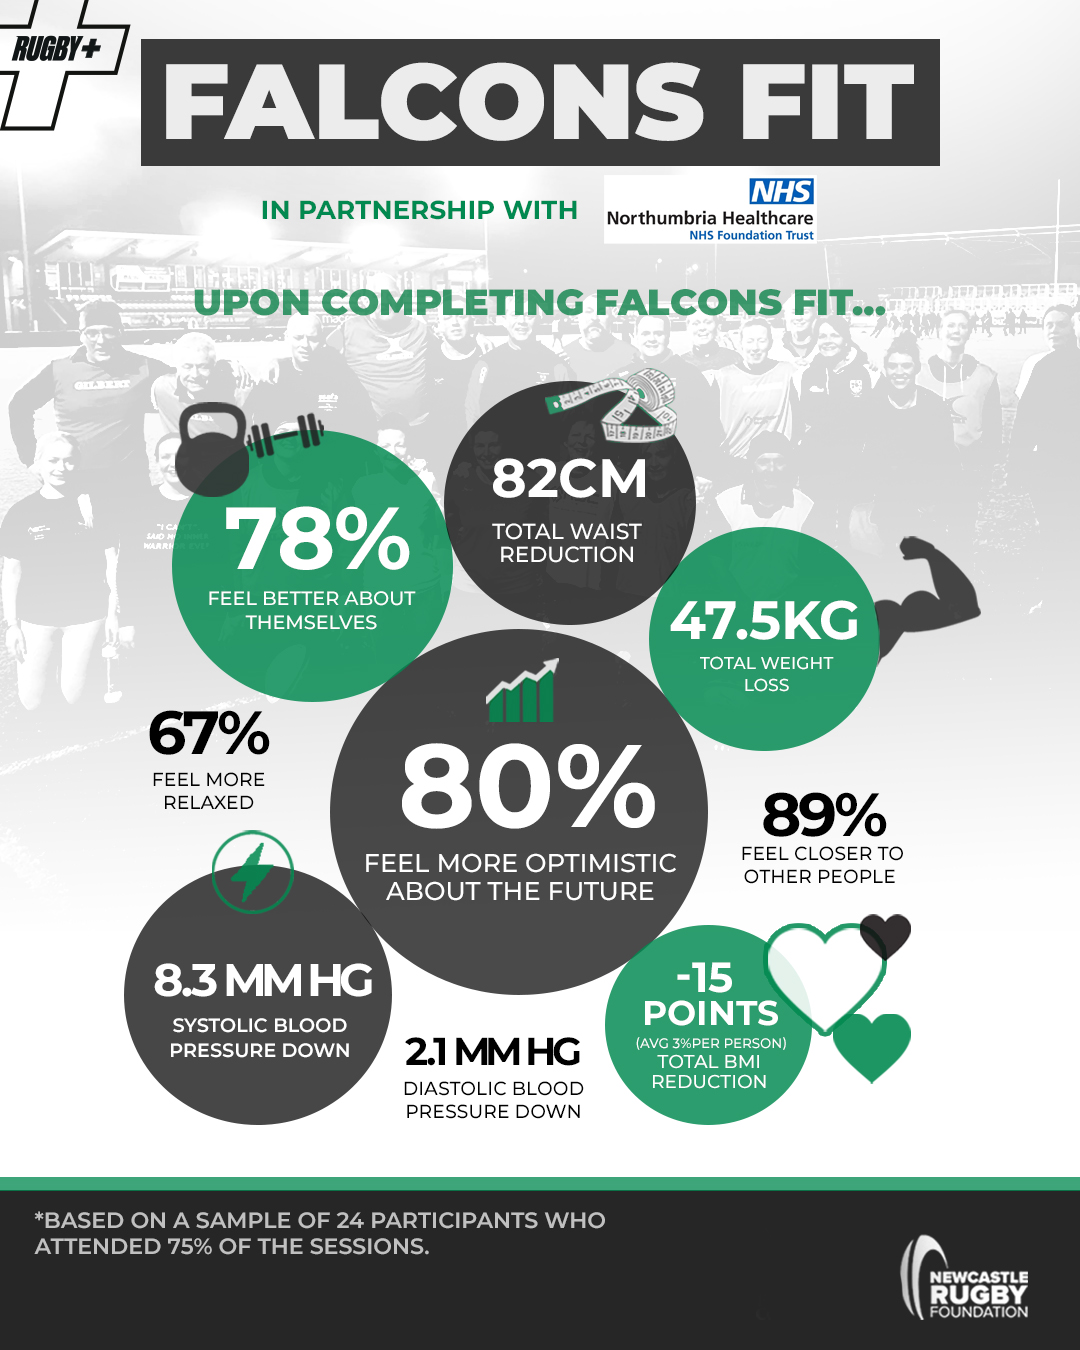 RUGBY+
FALCONS FIT
IN PARTNERSHIP WITH
NHS
Northumbria Healthcare
NHS Foundation Trust
UPON COMPLETING FALCONS FIT...
GILBERT
82CM
TOTAL WAIST
REDUCTION
78%
FEEL BETTER ABOUT
THEMSELVES
47.5KG
TOTAL WEIGHT
LOSS
67%
FEEL MORE
RELAXED
80%
FEEL MORE OPTIMISTIC
ABOUT THE FUTURE
89%
FEEL CLOSER TO
OTHER PEOPLE
8.3 MM HG
SYSTOLIC BLOOD
PRESSURE DOWN
2.1 MM HG
DIASTOLIC BLOOD
PRESSURE DOWN
-15
POINTS
(AVG 3%PER PERSON)
TOTAL BMI
REDUCTION
*BASED ON A SAMPLE OF 24 PARTICIPANTS WHO
ATTENDED 75% OF THE SESSIONS.
NEWCASTLE
RUGBY
FOUNDATION